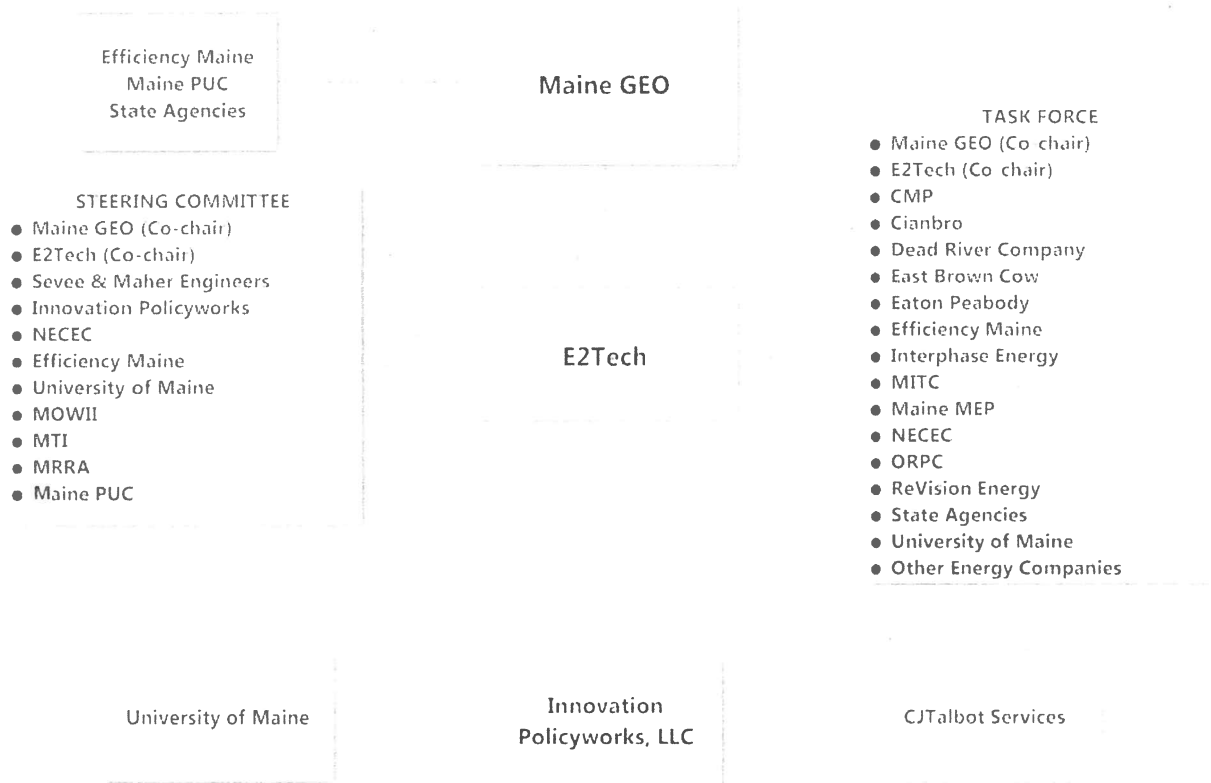 Efficiency Maine
Maine PUC
State Agencies
Maine GEO
STEERING COMMITTEE
● Maine GEO (Co-chair)
● E2Tech (Co-chair)
● Sevee & Maher Engineers
● Innovation Policyworks
● NECEC
● Efficiency Maine
● University of Maine
● MOWII
● MTI
● MRRA
● Maine PUC
E2Tech
TASK FORCE
● Maine GEO (Co-chair)
● E2Tech (Co-chair)
● CMP
● Cianbro
● Dead River Company
● East Brown Cow
● Eaton Peabody
● Efficiency Maine
● Interphase Energy
● MITC
● Maine MEP
● NECEC
● ORPC
● ReVision Energy
● State Agencies
● University of Maine
● Other Energy Companies
University of Maine
Innovation
Policyworks, LLC
CJTalbot Services